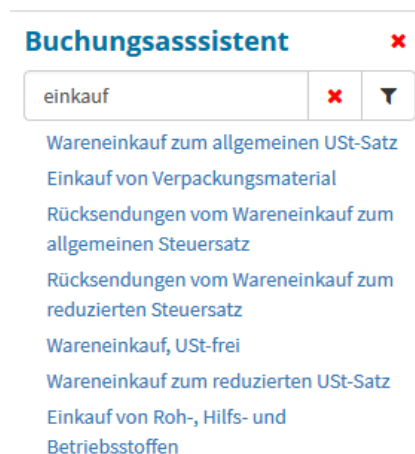 Buchungsasssistent
einkauf
Wareneinkauf zum allgemeinen USt-Satz
Einkauf von Verpackungsmaterial
Rücksendungen vom Wareneinkauf zum
allgemeinen Steuersatz
Rücksendungen vom Wareneinkauf zum
reduzierten Steuersatz
Wareneinkauf, USt-frei
Wareneinkauf zum reduzierten USt-Satz
Einkauf von Roh-, Hilfs- und
Betriebsstoffen